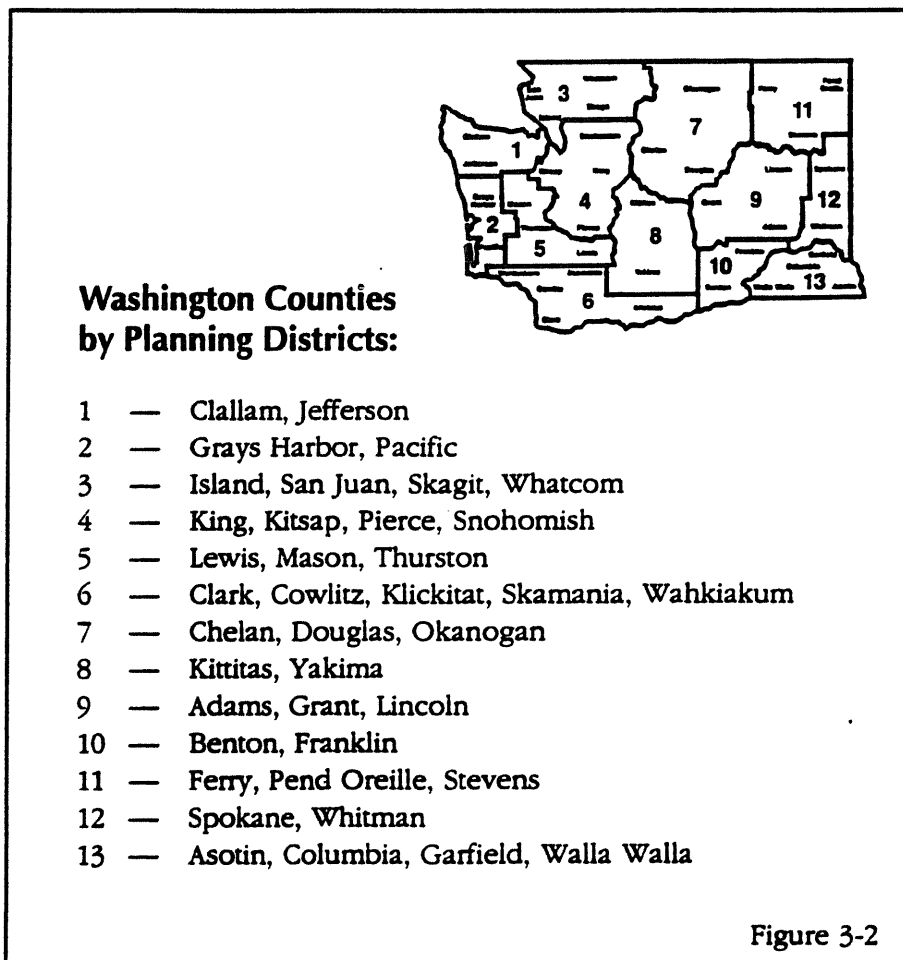 3
7
11
1
9
12
4
2
8
5
10
13
6
Washington Counties
by Planning Districts:
1 — Clallam, Jefferson
2 — Grays Harbor, Pacific
3 — Island, San Juan, Skagit, Whatcom
4 — King, Kitsap, Pierce, Snohomish
5 — Lewis, Mason, Thurston
6 — Clark, Cowlitz, Klickitat, Skamania, Wahkiakum
7 — Chelan, Douglas, Okanogan
8 — Kittitas, Yakima
9 — Adams, Grant, Lincoln
10 — Benton, Franklin
11 — Ferry, Pend Oreille, Stevens
12 — Spokane, Whitman
13 — Asotin, Columbia, Garfield, Walla Walla
Figure 3-2